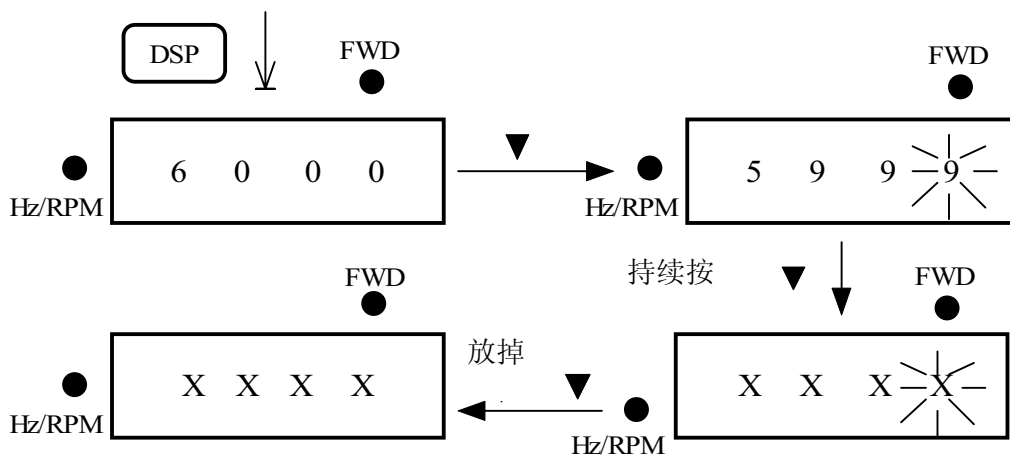 DSP
FWD
6 0 0 0
Hz/RPM
FWD
5 9 9 9
Hz/RPM
持续按
FWD
X X X X
Hz/RPM
放掉
FWD
X X X X
Hz/RPM